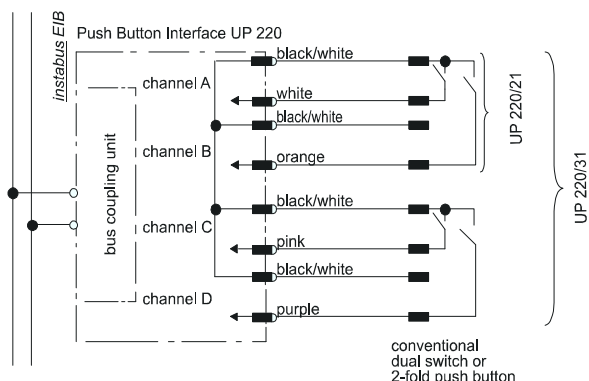 Push Button Interface UP 220
instabus EIB
black/white
channel A
white
black/white
UP 220/21
bus coupling unit
channel B
orange
UP 220/31
black/white
channel C
pink
black/white
channel D
purple
conventional
dual switch or
2-fold push button